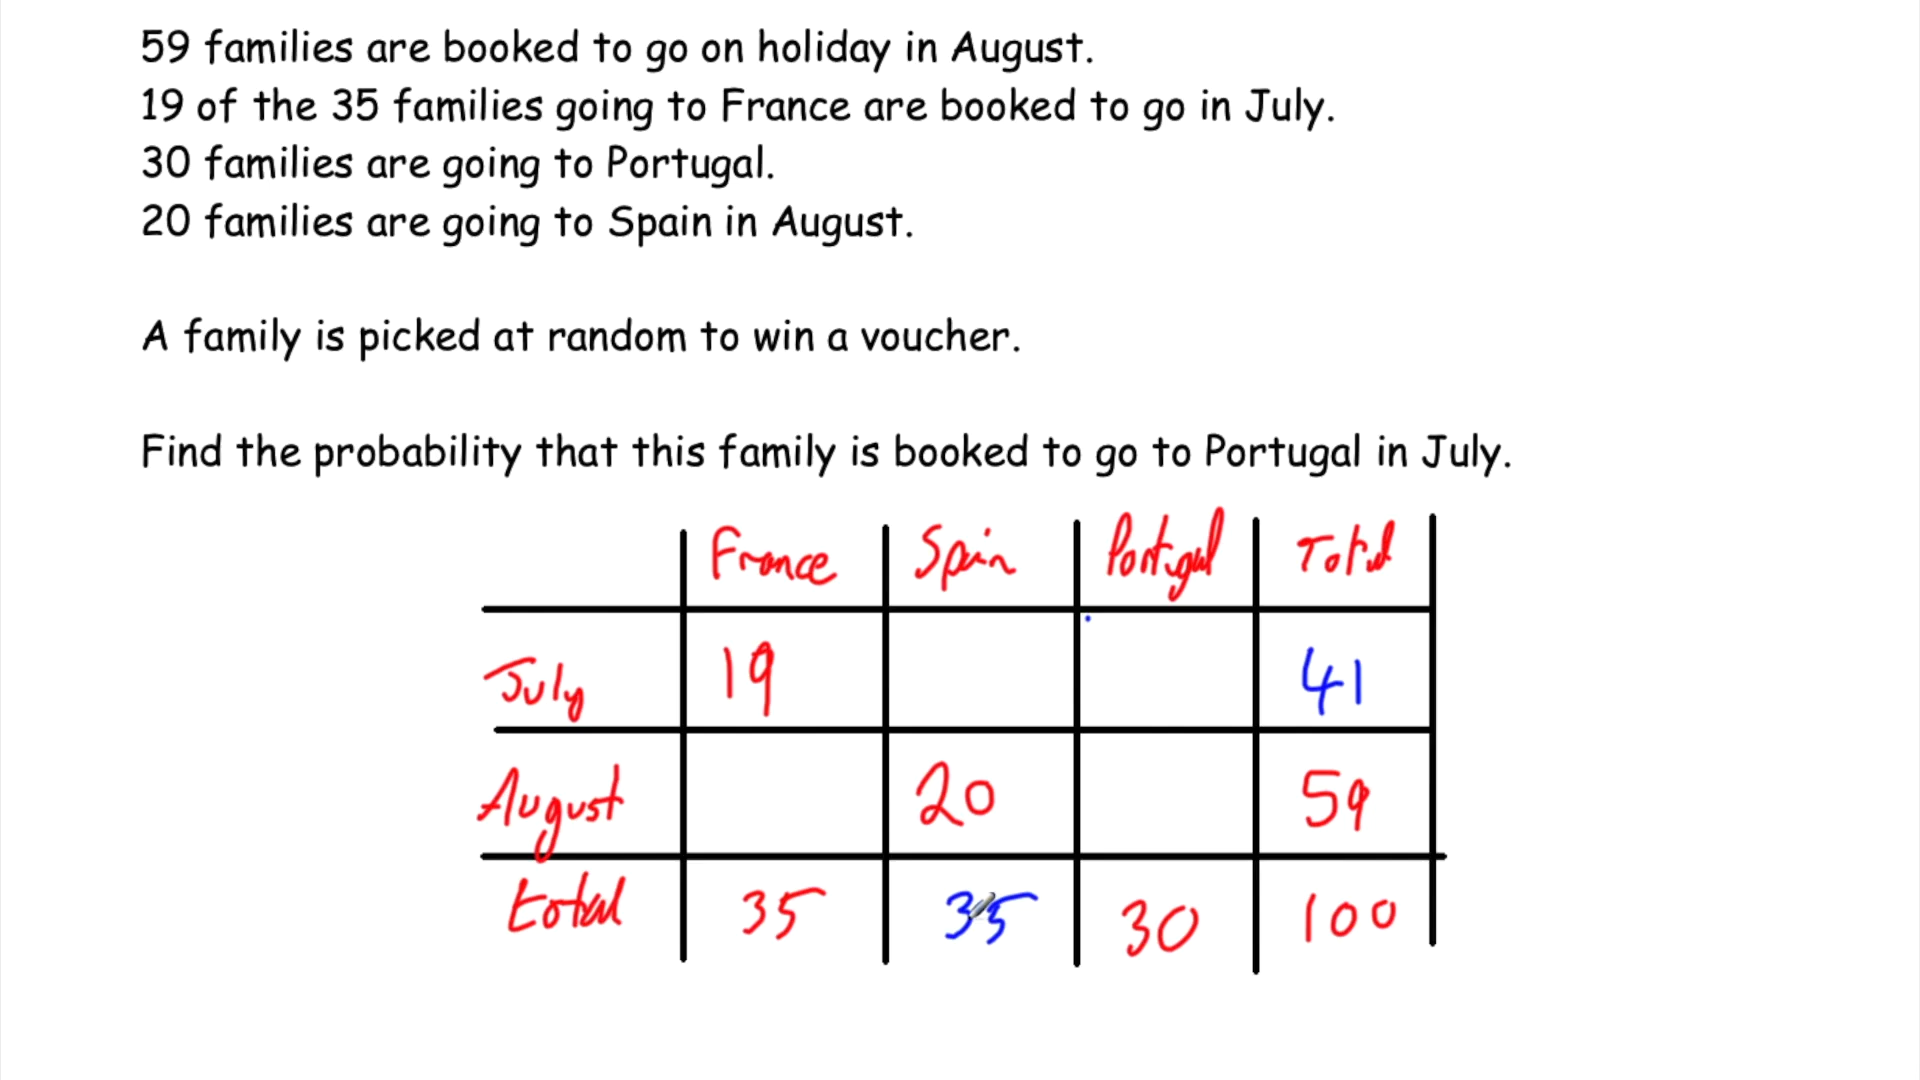 59 families are booked to go on holiday in August.
19 of the 35 families going to France are booked to go in July.
30 families are going to Portugal.
20 families are going to Spain in August.
A family is picked at random to win a voucher.
Find the probability that this family is booked to go to Portugal in July.
France Spain Portugal Total
July 19 41
August 20 59
total 35 35 30 100